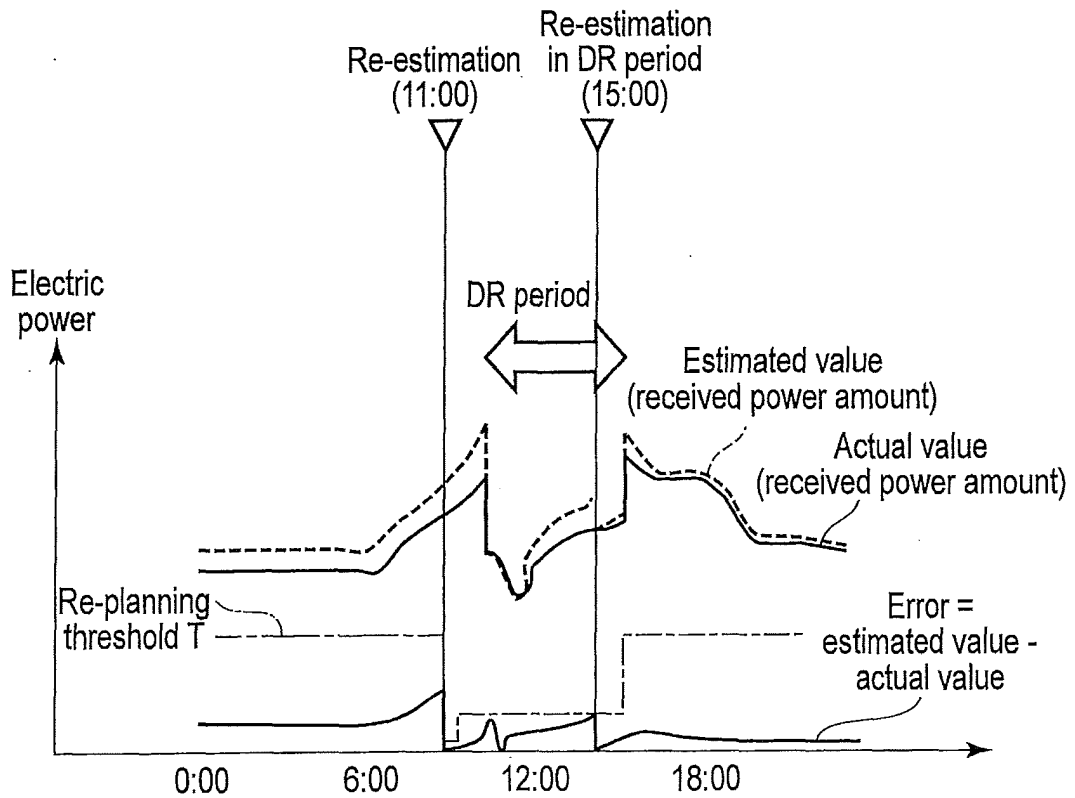 Re-estimation
(11:00)
Re-estimation
in DR period
(15:00)
Electric
power
DR period
Estimated value
(received power amount)
Actual value
(received power amount)
Re-planning
threshold T
Error =
estimated value -
actual value
0:00
6:00
12:00
18:00